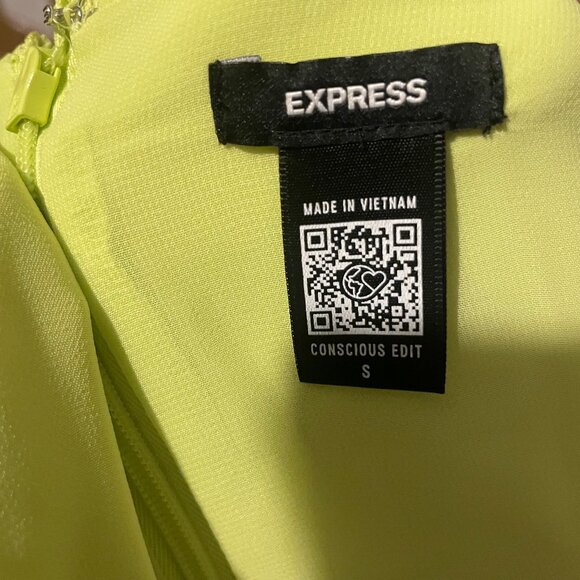 EXPRESS
MADE IN VIETNAM
CONSCIOUS EDIT
S